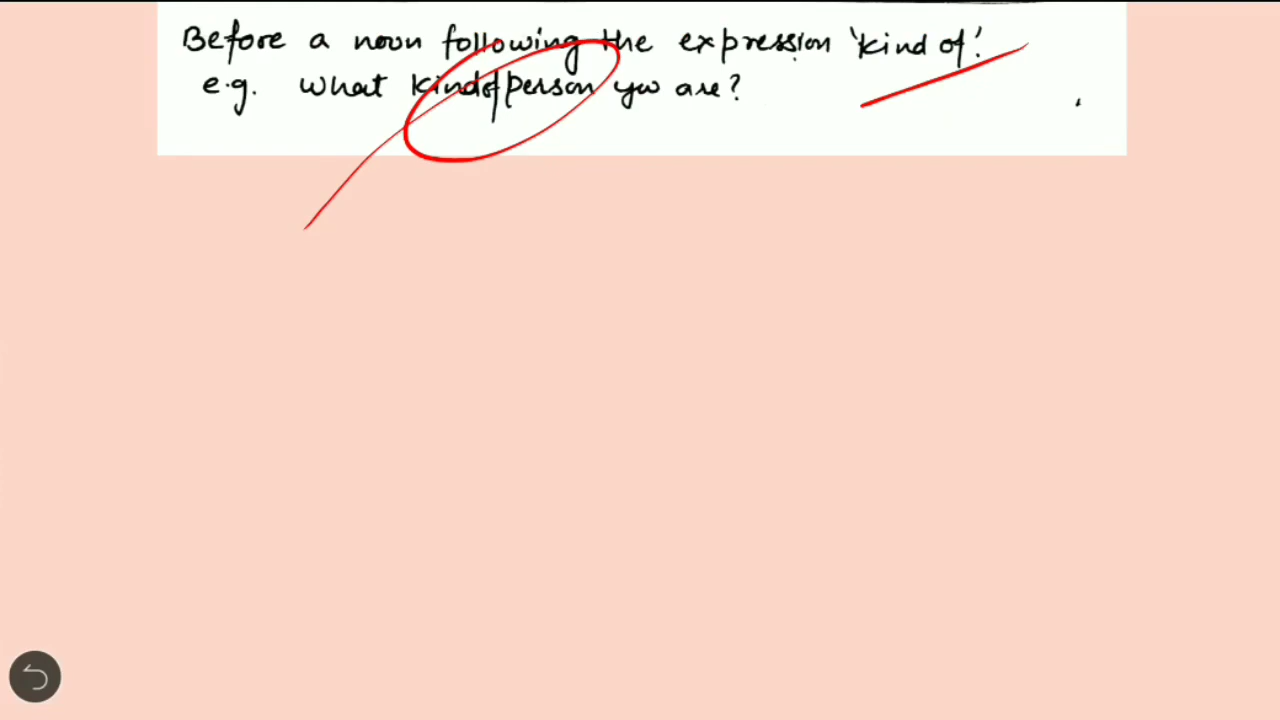 Before a noun following the expression 'kind of'.
e.g. what kind of person you are?